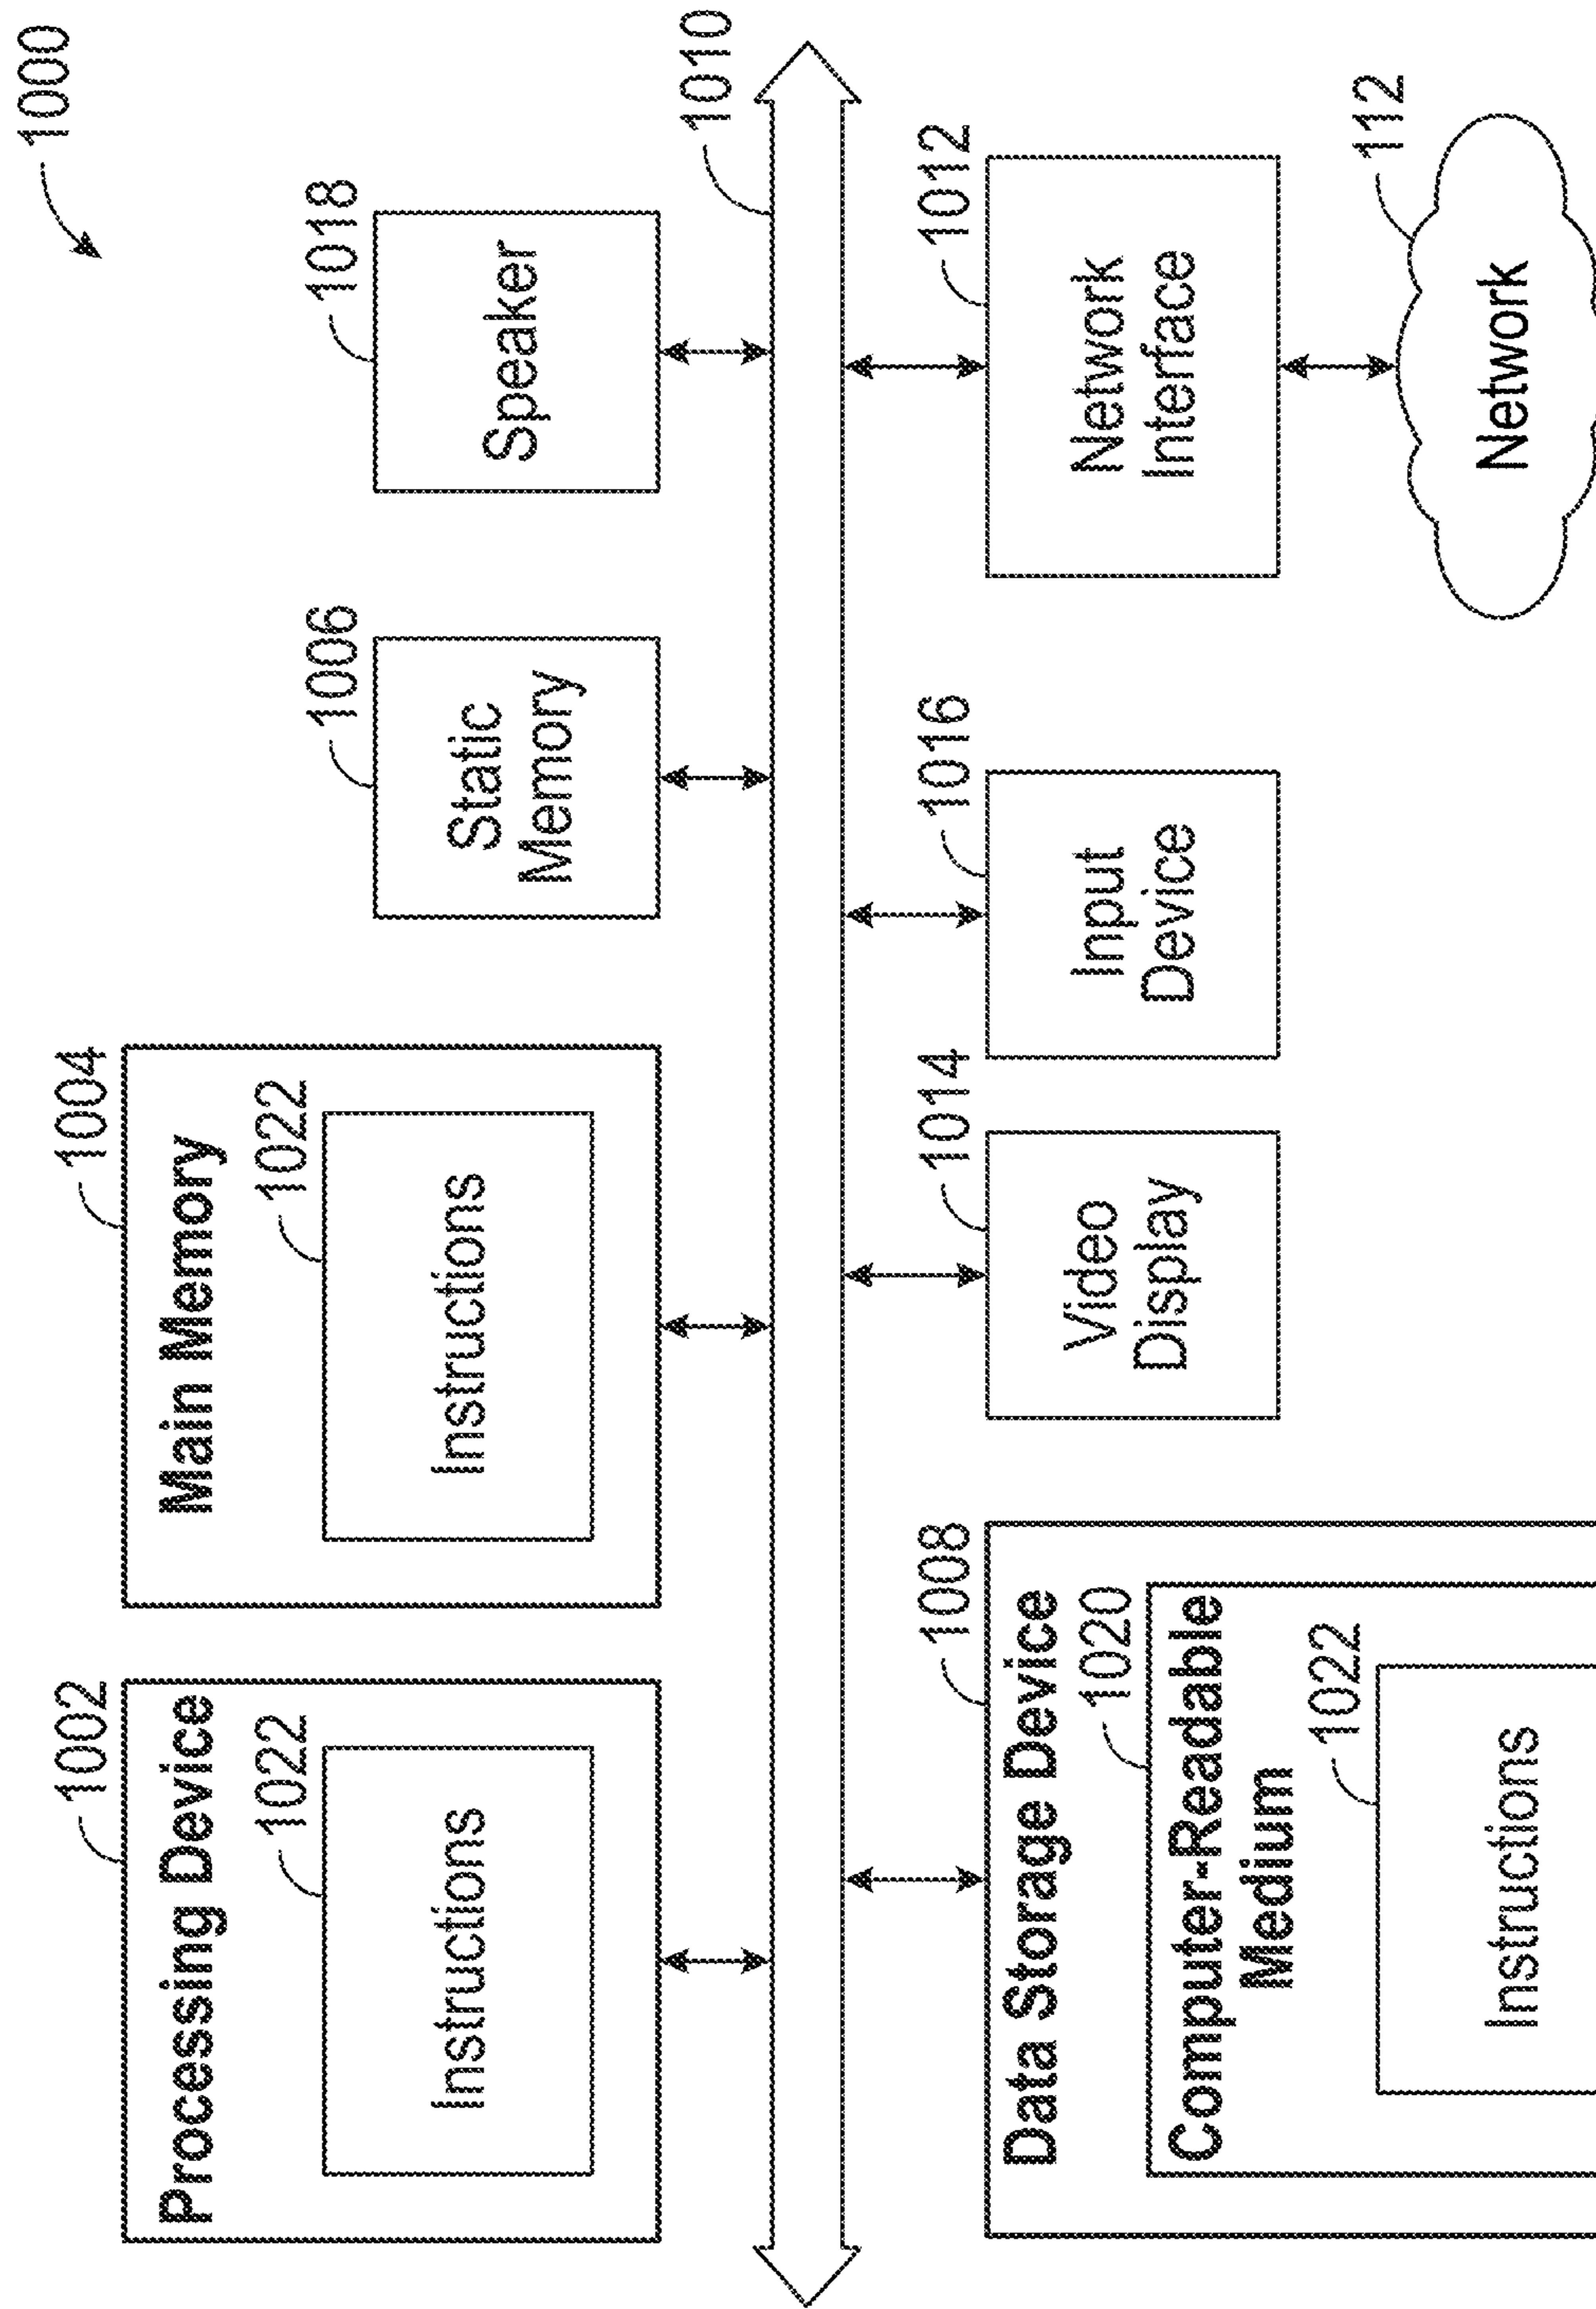 1000
1002
Processing Device
1022
Instructions
1004
Main Memory
1022
Instructions
1006
Static
Memory
1018
Speaker
1010
1008
Data Storage Device
1020
Computer-Readable
Medium
1022
Instructions
1014
Video
Display
1016
Input
Device
1012
Network
Interface
112
Network